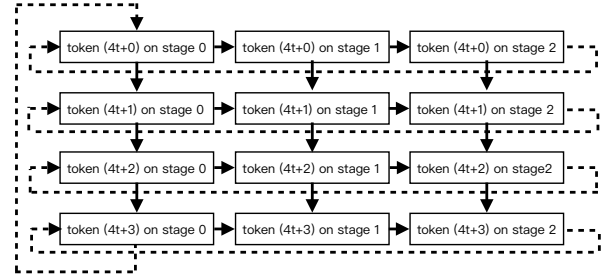 token (4t+0) on stage 0 token (4t+0) on stage 1 token (4t+0) on stage 2
token (4t+1) on stage 0 token (4t+1) on stage 1 token (4t+1) on stage 2
token (4t+2) on stage 0 token (4t+2) on stage 1 token (4t+2) on stage2
token (4t+3) on stage 0 token (4t+3) on stage 1 token (4t+3) on stage 2